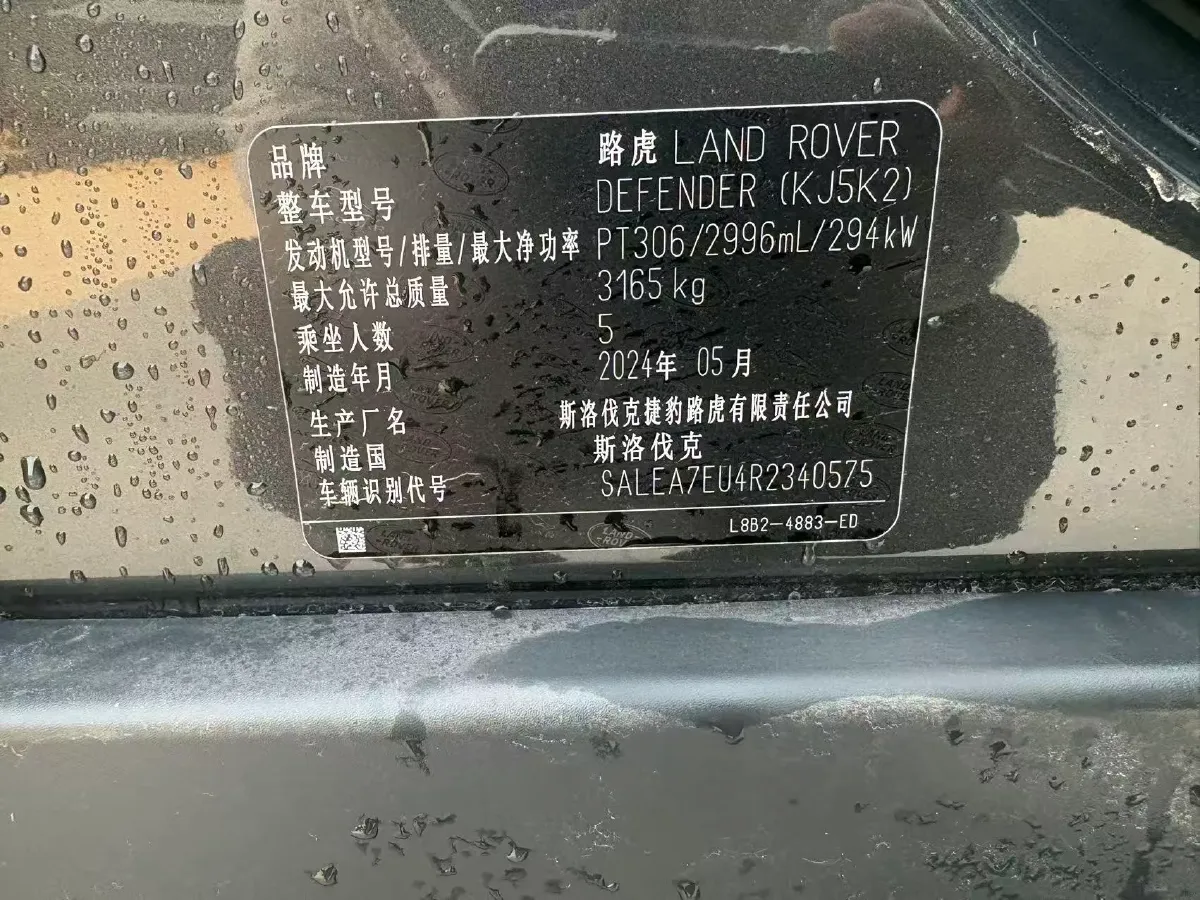 品牌 路虎 LAND ROVER
整车型号 DEFENDER (KJ5K2)
发动机型号/排量/最大净功率 PT306/2996mL/294kW
最大允许总质量 3165 kg
乘坐人数 5
制造年月 2024年 05 月
生产厂名 斯洛伐克捷豹路虎有限责任公司
制造国 斯洛伐克
车辆识别代号 SALEA7EU4R2340575
LAND ROVER L8B2-4883-ED